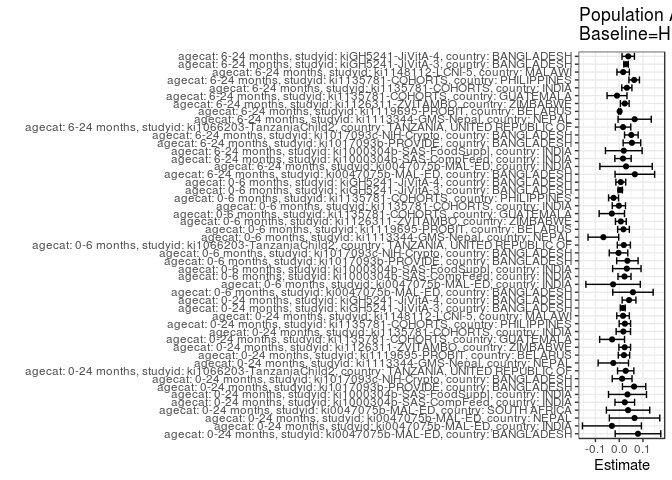 Population
Baseline=H
agecat: 6-24 months, studyid: kiGH5241-JiVitA-4, country: BANGLADESH
agecat: 6-24 months, studyid: kiGH5241-JiVitA-3, country: BANGLADESH
agecat: 6-24 months, studyid: ki1148112-LCNI-5, country: MALAWI
agecat: 6-24 months, studyid: ki1135781-COHORTS, country: PHILIPPINES
agecat: 6-24 months, studyid: ki1135781-COHORTS, country: INDIA
agecat: 6-24 months, studyid: ki1135781-COHORTS, country: GUATEMALA
agecat: 6-24 months, studyid: ki1126311-ZVITAMBO, country: ZIMBABWE
agecat: 6-24 months, studyid: ki1119695-PROBIT, country: BELARUS
agecat: 6-24 months, studyid: ki1113344-GMS-Nepal, country: NEPAL
agecat: 6-24 months, studyid: ki1066203-TanzaniaChild2, country: TANZANIA, UNITED REPUBLIC OF
agecat: 6-24 months, studyid: ki1017093c-NIH-Crypto, country: BANGLADESH
agecat: 6-24 months, studyid: ki1017093b-PROVIDE, country: BANGLADESH
agecat: 6-24 months, studyid: ki1000304b-SAS-FoodSuppl, country: INDIA
agecat: 6-24 months, studyid: ki1000304b-SAS-CompFeed, country: INDIA
agecat: 6-24 months, studyid: ki0047075b-MAL-ED, country: INDIA
agecat: 6-24 months, studyid: ki0047075b-MAL-ED, country: BANGLADESH
agecat: 0-6 months, studyid: kiGH5241-JiVitA-4, country: BANGLADESH
agecat: 0-6 months, studyid: kiGH5241-JiVitA-3, country: BANGLADESH
agecat: 0-6 months, studyid: ki1135781-COHORTS, country: PHILIPPINES
agecat: 0-6 months, studyid: ki1135781-COHORTS, country: INDIA
agecat: 0-6 months, studyid: ki1135781-COHORTS, country: GUATEMALA
agecat: 0-6 months, studyid: ki1126311-ZVITAMBO, country: ZIMBABWE
agecat: 0-6 months, studyid: ki1119695-PROBIT, country: BELARUS
agecat: 0-6 months, studyid: ki1113344-GMS-Nepal, country: NEPAL
agecat: 0-6 months, studyid: ki1066203-TanzaniaChild2, country: TANZANIA, UNITED REPUBLIC OF
agecat: 0-6 months, studyid: ki1017093c-NIH-Crypto, country: BANGLADESH
agecat: 0-6 months, studyid: ki1017093b-PROVIDE, country: BANGLADESH
agecat: 0-6 months, studyid: ki1000304b-SAS-FoodSuppl, country: INDIA
agecat: 0-6 months, studyid: ki1000304b-SAS-CompFeed, country: INDIA
agecat: 0-6 months, studyid: ki0047075b-MAL-ED, country: INDIA
agecat: 0-6 months, studyid: ki0047075b-MAL-ED, country: BANGLADESH
agecat: 0-24 months, studyid: kiGH5241-JiVitA-4, country: BANGLADESH
agecat: 0-24 months, studyid: kiGH5241-JiVitA-3, country: BANGLADESH
agecat: 0-24 months, studyid: ki1148112-LCNI-5, country: MALAWI
agecat: 0-24 months, studyid: ki1135781-COHORTS, country: PHILIPPINES
agecat: 0-24 months, studyid: ki1135781-COHORTS, country: INDIA
agecat: 0-24 months, studyid: ki1135781-COHORTS, country: GUATEMALA
agecat: 0-24 months, studyid: ki1126311-ZVITAMBO, country: ZIMBABWE
agecat: 0-24 months, studyid: ki1119695-PROBIT, country: BELARUS
agecat: 0-24 months, studyid: ki1113344-GMS-Nepal, country: NEPAL
agecat: 0-24 months, studyid: ki1066203-TanzaniaChild2, country: TANZANIA, UNITED REPUBLIC OF
agecat: 0-24 months, studyid: ki1017093c-NIH-Crypto, country: BANGLADESH
agecat: 0-24 months, studyid: ki1017093b-PROVIDE, country: BANGLADESH
agecat: 0-24 months, studyid: ki1000304b-SAS-FoodSuppl, country: INDIA
agecat: 0-24 months, studyid: ki1000304b-SAS-CompFeed, country: INDIA
agecat: 0-24 months, studyid: ki0047075b-MAL-ED, country: SOUTH AFRICA
agecat: 0-24 months, studyid: ki0047075b-MAL-ED, country: NEPAL
agecat: 0-24 months, studyid: ki0047075b-MAL-ED, country: INDIA
agecat: 0-24 months, studyid: ki0047075b-MAL-ED, country: BANGLADESH
-0.1 0.0 0.1
Estimate